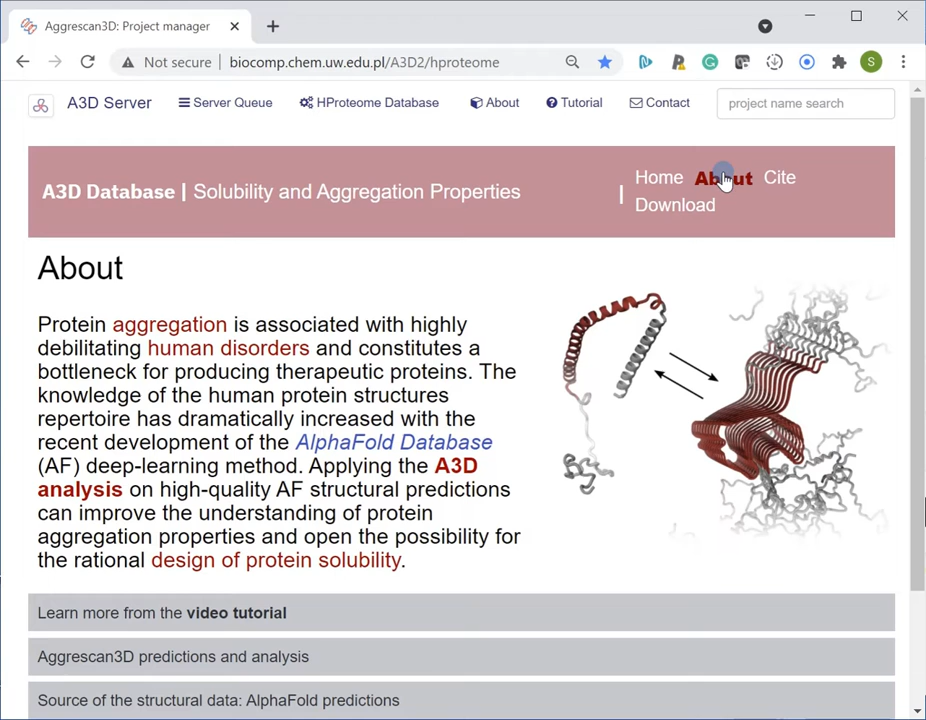 Aggrescan3D: Project manager
Not secure biocomp.chem.uw.edu.pl/A3D2/hproteome
S
A3D Server Server Queue HProteome Database About Tutorial Contact project name search
A3D Database | Solubility and Aggregation Properties | Home About Cite
Download
About
Protein aggregation is associated with highly
debilitating human disorders and constitutes a
bottleneck for producing therapeutic proteins. The
knowledge of the human protein structures
repertoire has dramatically increased with the
recent development of the AlphaFold Database
(AF) deep-learning method. Applying the A3D
analysis on high-quality AF structural predictions
can improve the understanding of protein
aggregation properties and open the possibility for
the rational design of protein solubility.
Learn more from the video tutorial
Aggrescan3D predictions and analysis
Source of the structural data: AlphaFold predictions